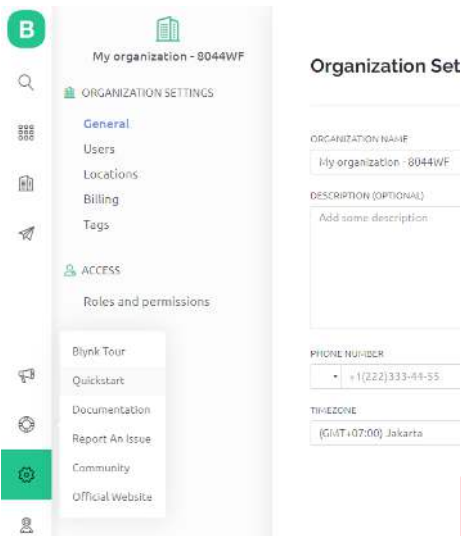 B
My organization - 8044WF
ORGANIZATION SETTINGS
General
Users
Locations
Billing
Tags
ACCESS
Roles and permissions
Blynk Tour
Quickstart
Documentation
Report An Issue
Community
Official Website
Organization Set
ORGANIZATION NAME
My organization - 8044WF
DESCRIPTION (OPTIONAL)
Add some description
PHONE NUMBER
+1(222)333-44-55
TIMEZONE
(GMT+07:00) Jakarta